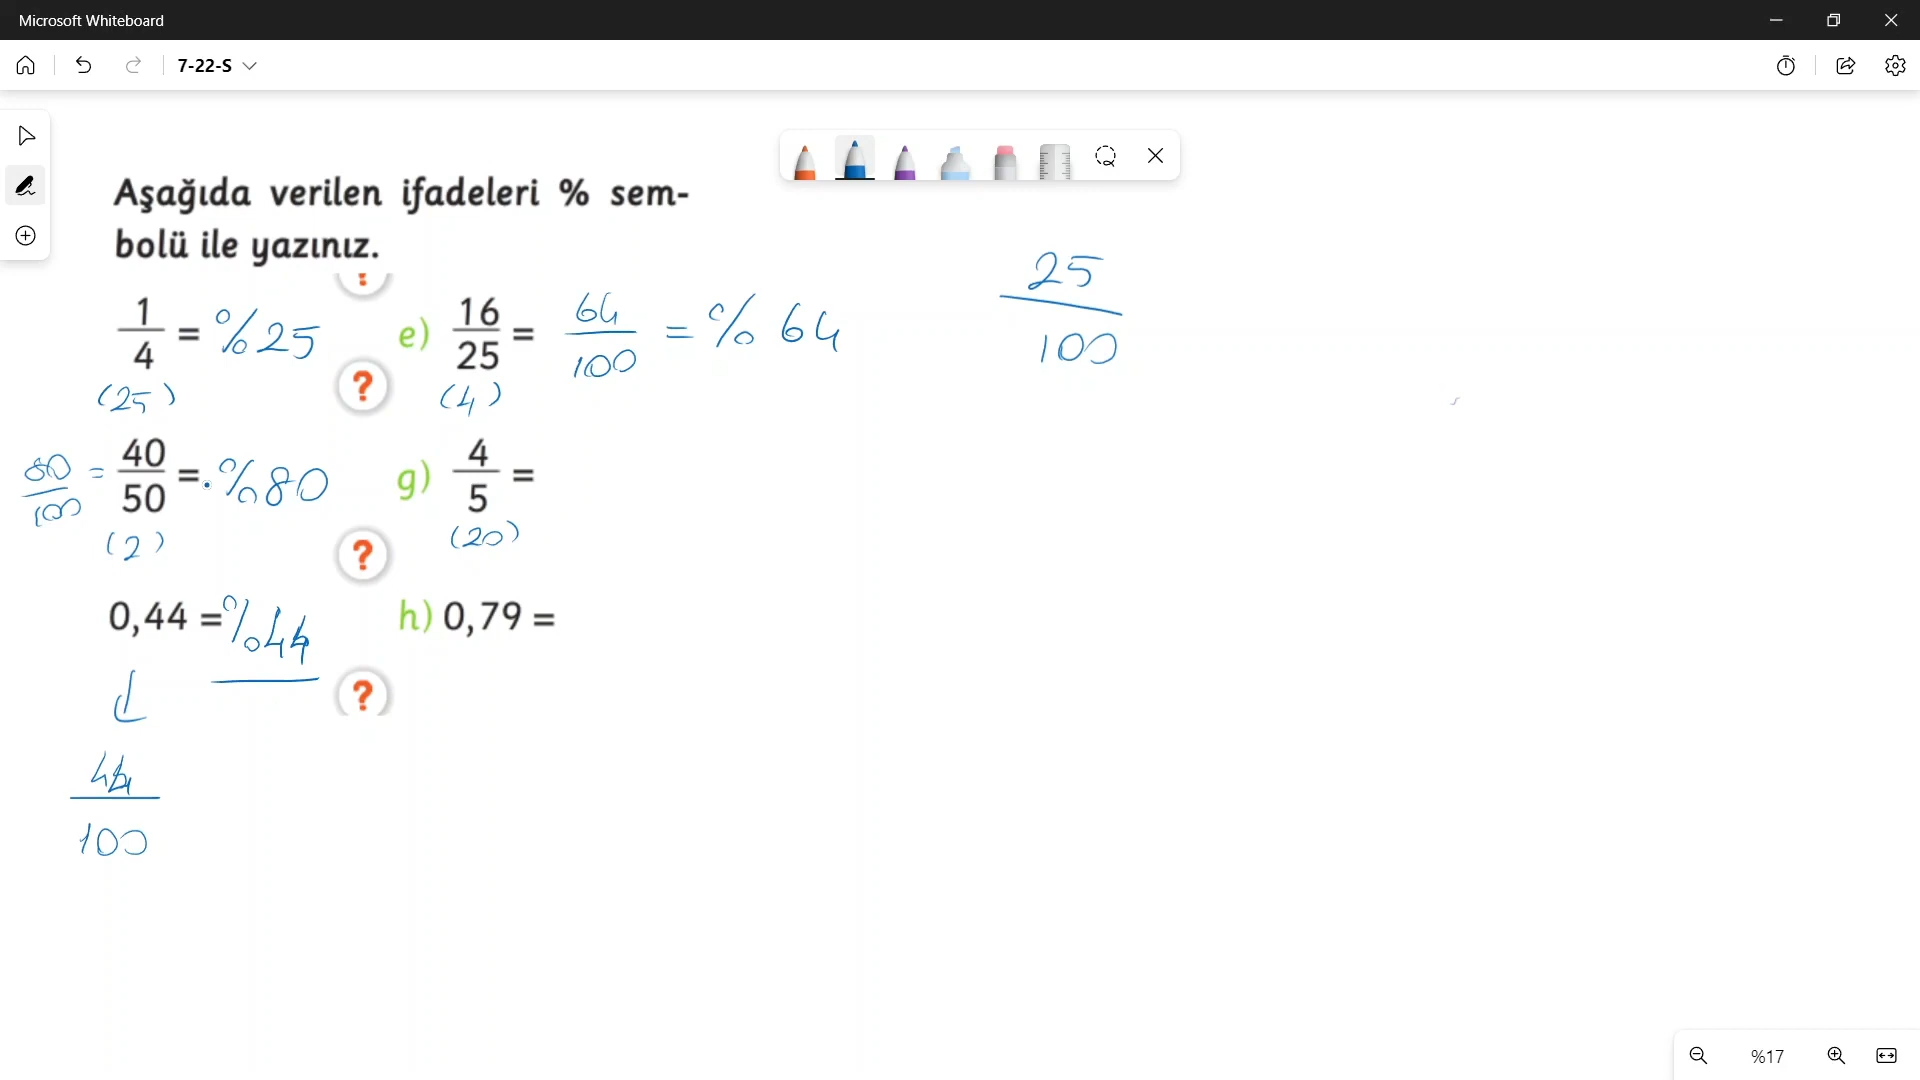 Microsoft Whiteboard
7-22-S
Aşağıda verilen ifadeleri % sem-
bolü ile yazınız.
25/100
1/4 = %25
(25)
e) 16/25 = 64/100 = % 64
(4)
80/100 = 40/50 = %80
(2)
g) 4/5 =
(20)
0,44 = %44
h) 0,79 =
44/100
?
?
?
?
%17